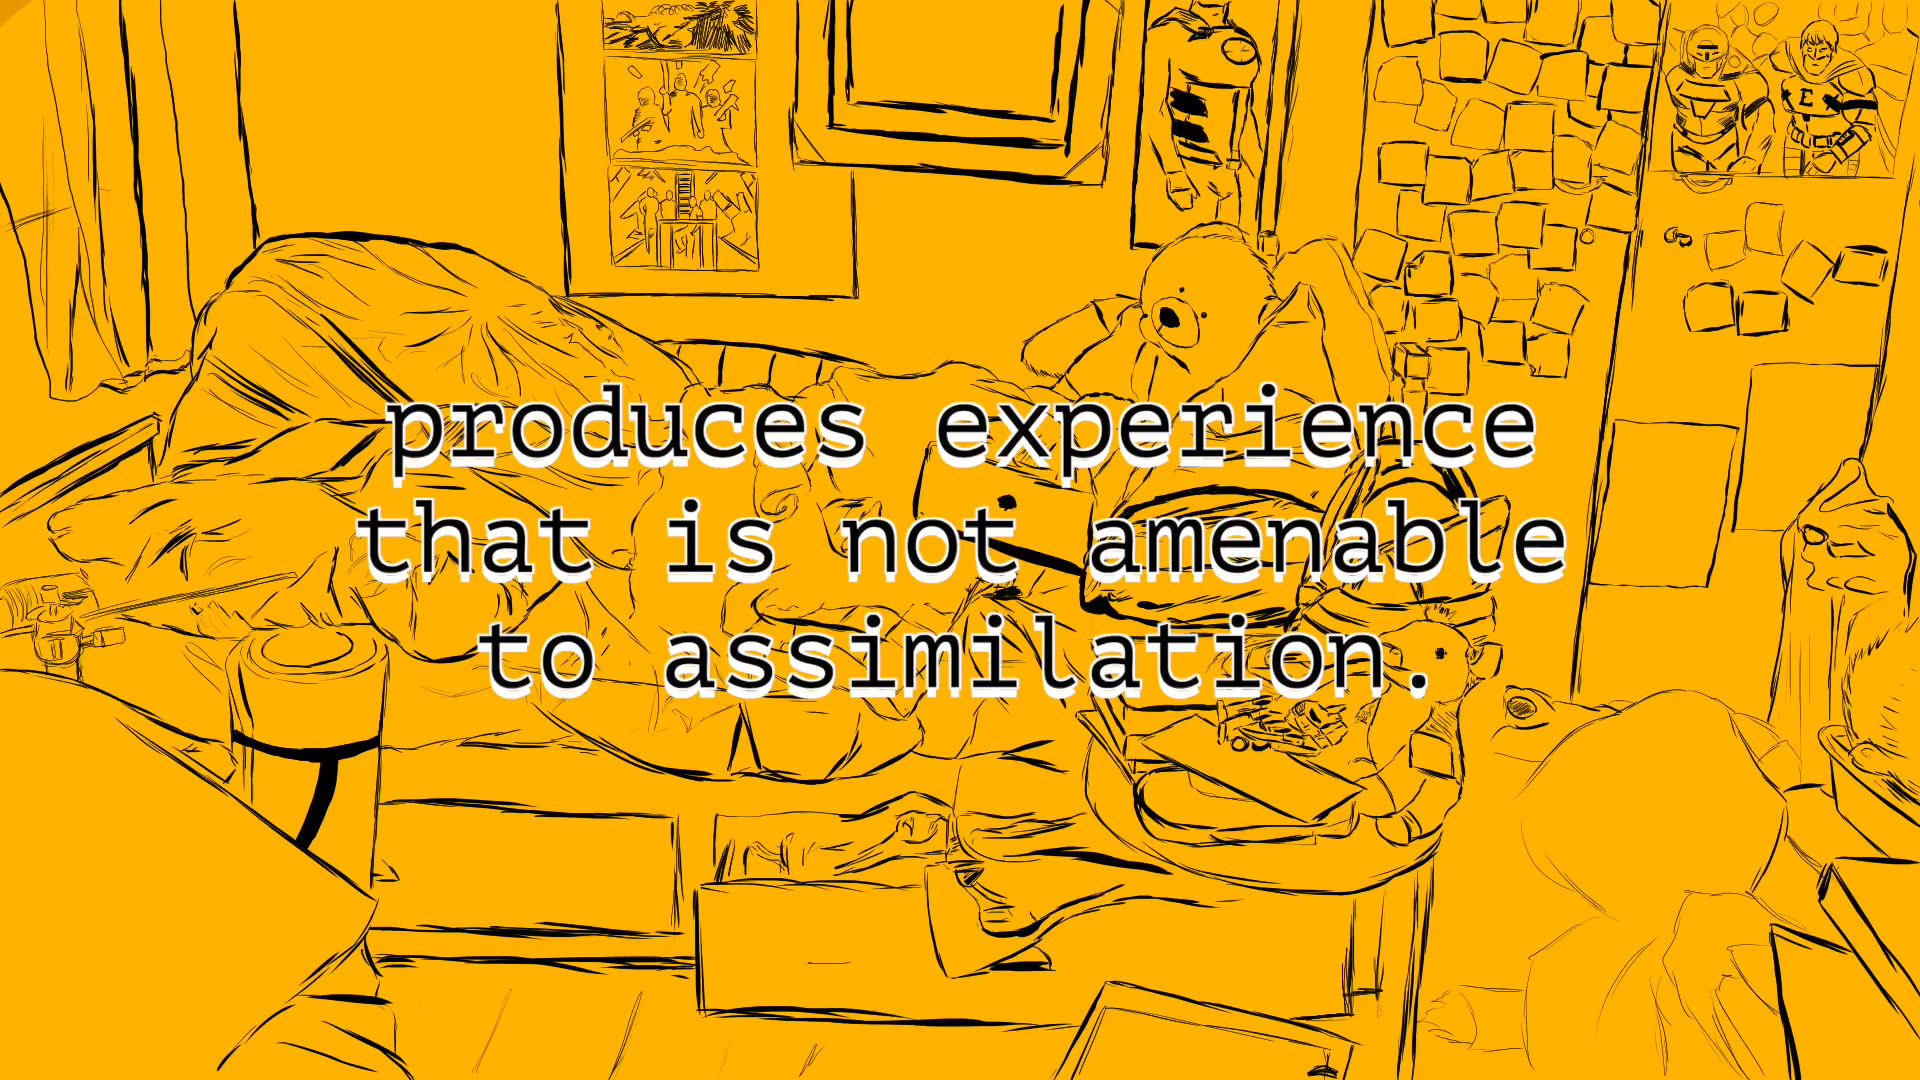 E
produces experience
that is not amenable
to assimilation.